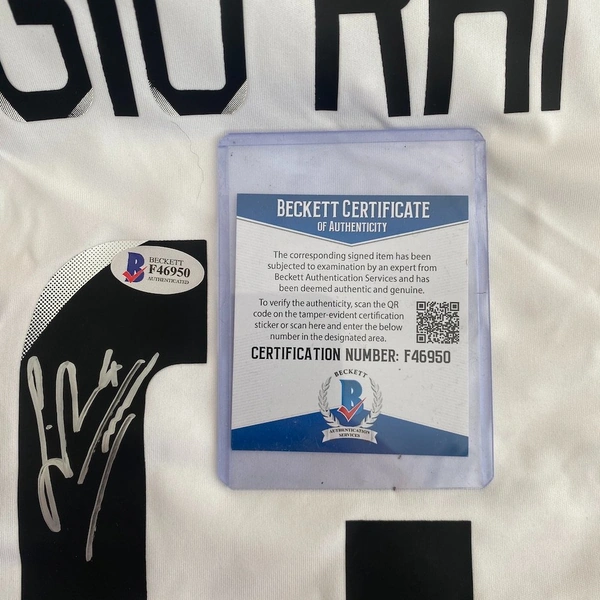 GIO RAI
BECKETT
F46950
AUTHENTICATED
BECKETT CERTIFICATE
OF AUTHENTICITY
The corresponding signed item has been
subjected to examination by an expert from
Beckett Authentication Services and has
been deemed authentic and genuine.
To verify the authenticity, scan the QR
code on the tamper-evident certification
sticker or scan here and enter the below
number in the designated area.
CERTIFICATION NUMBER: F46950
BECKETT
B
AUTHENTICATION
SERVICES